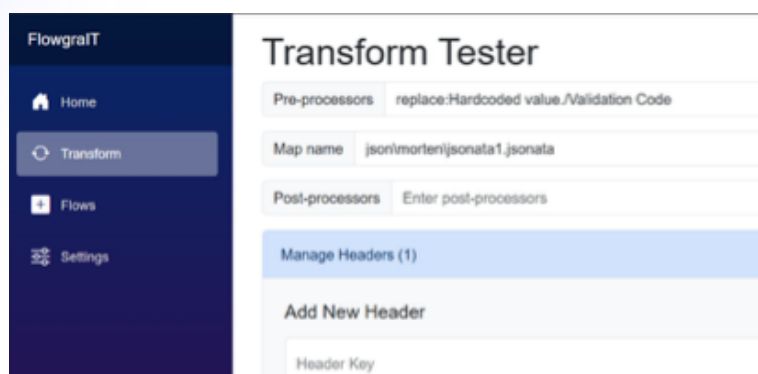 FlowgraIT
Home
Transform
Flows
Settings
Transform Tester
Pre-processors replace:Hardcoded value./Validation Code
Map name json\morten\jsonata1.jsonata
Post-processors Enter post-processors
Manage Headers (1)
Add New Header
Header Key